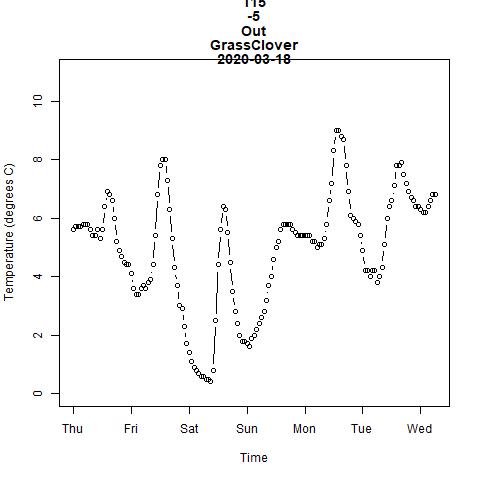 T15
-5
Out
GrassClover
2020-03-18
Temperature (degrees C)
10
8
6
4
2
0
Thu Fri Sat Sun Mon Tue Wed
Time